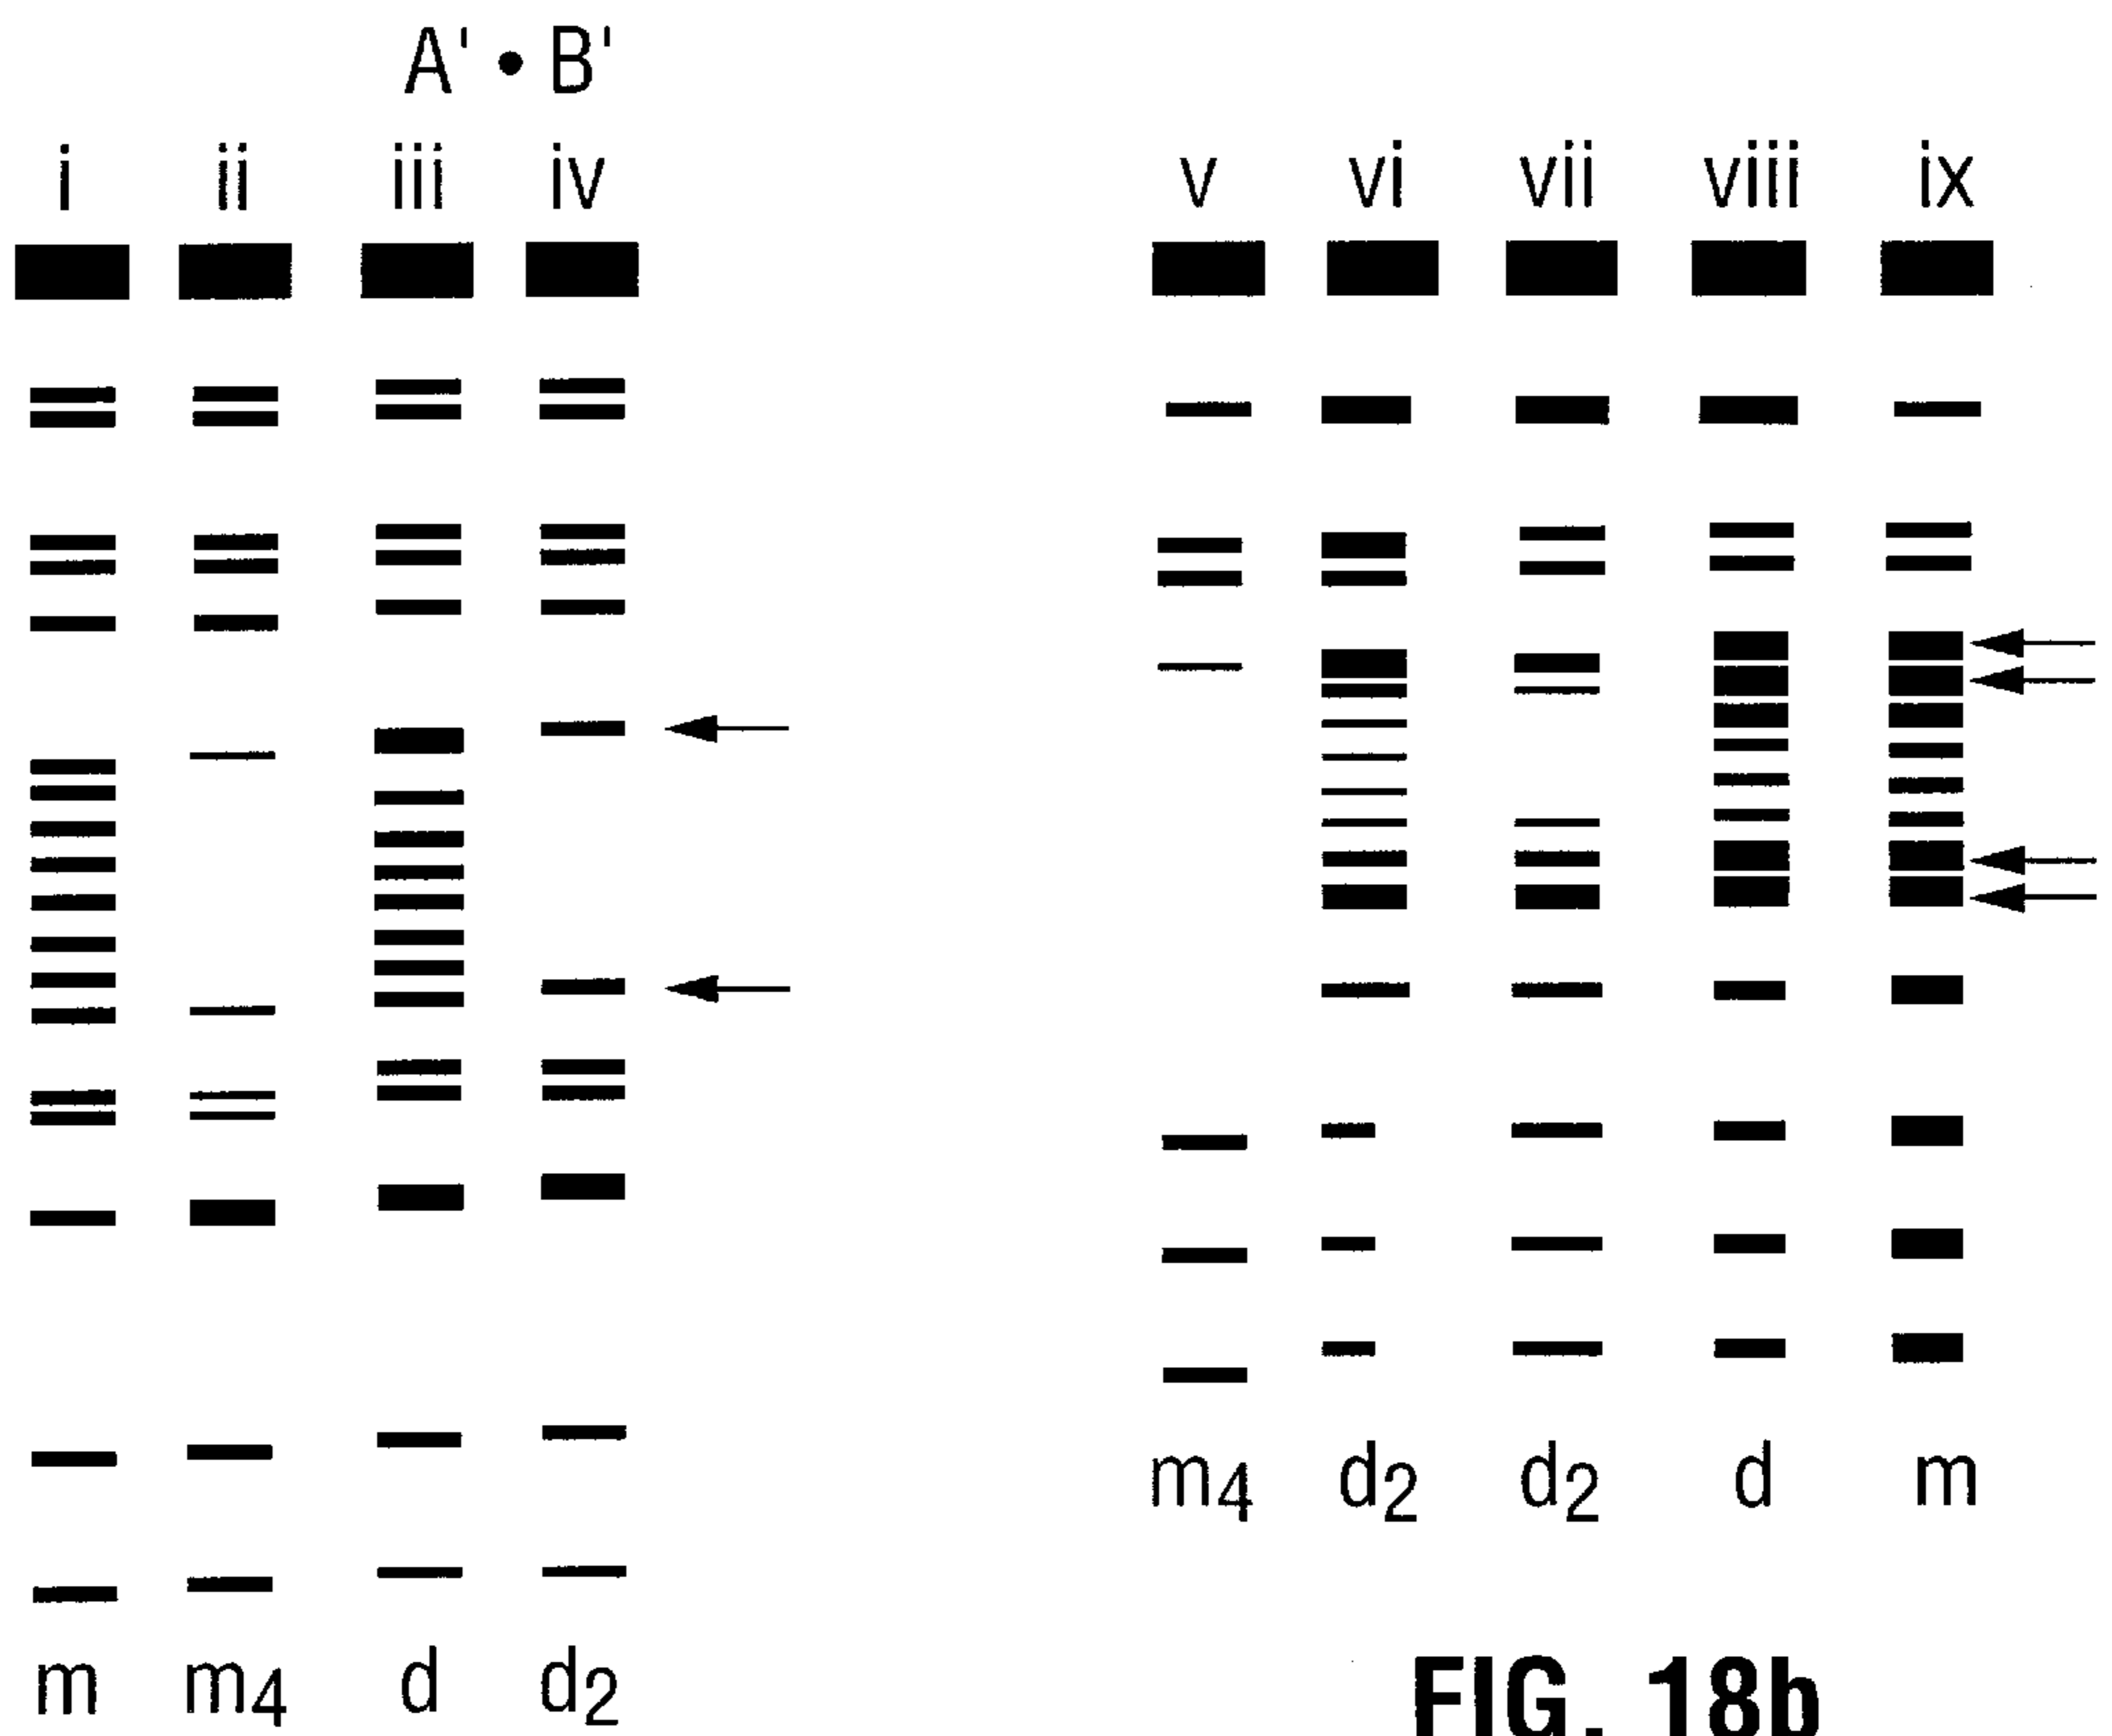 A' • B'
i ii iii iv v vi vii viii ix
m4 d2 d2 d m
m m4 d d2
FIG. 18b